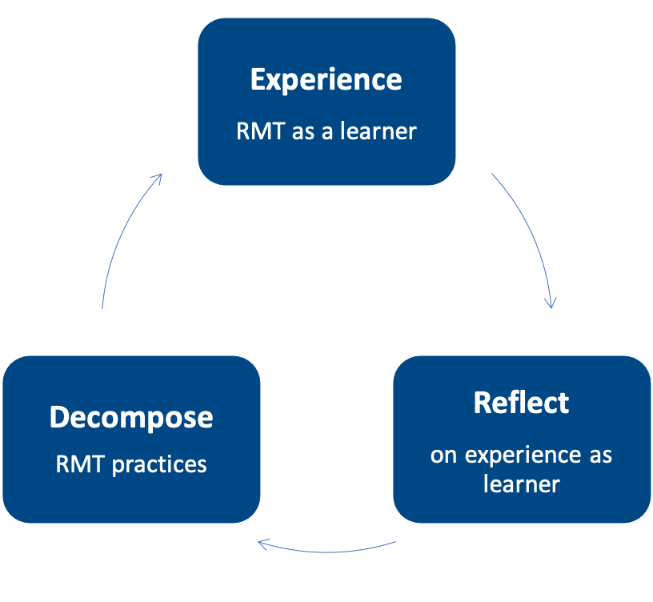 Experience
RMT as a learner
Decompose
RMT practices
Reflect
on experience as
learner